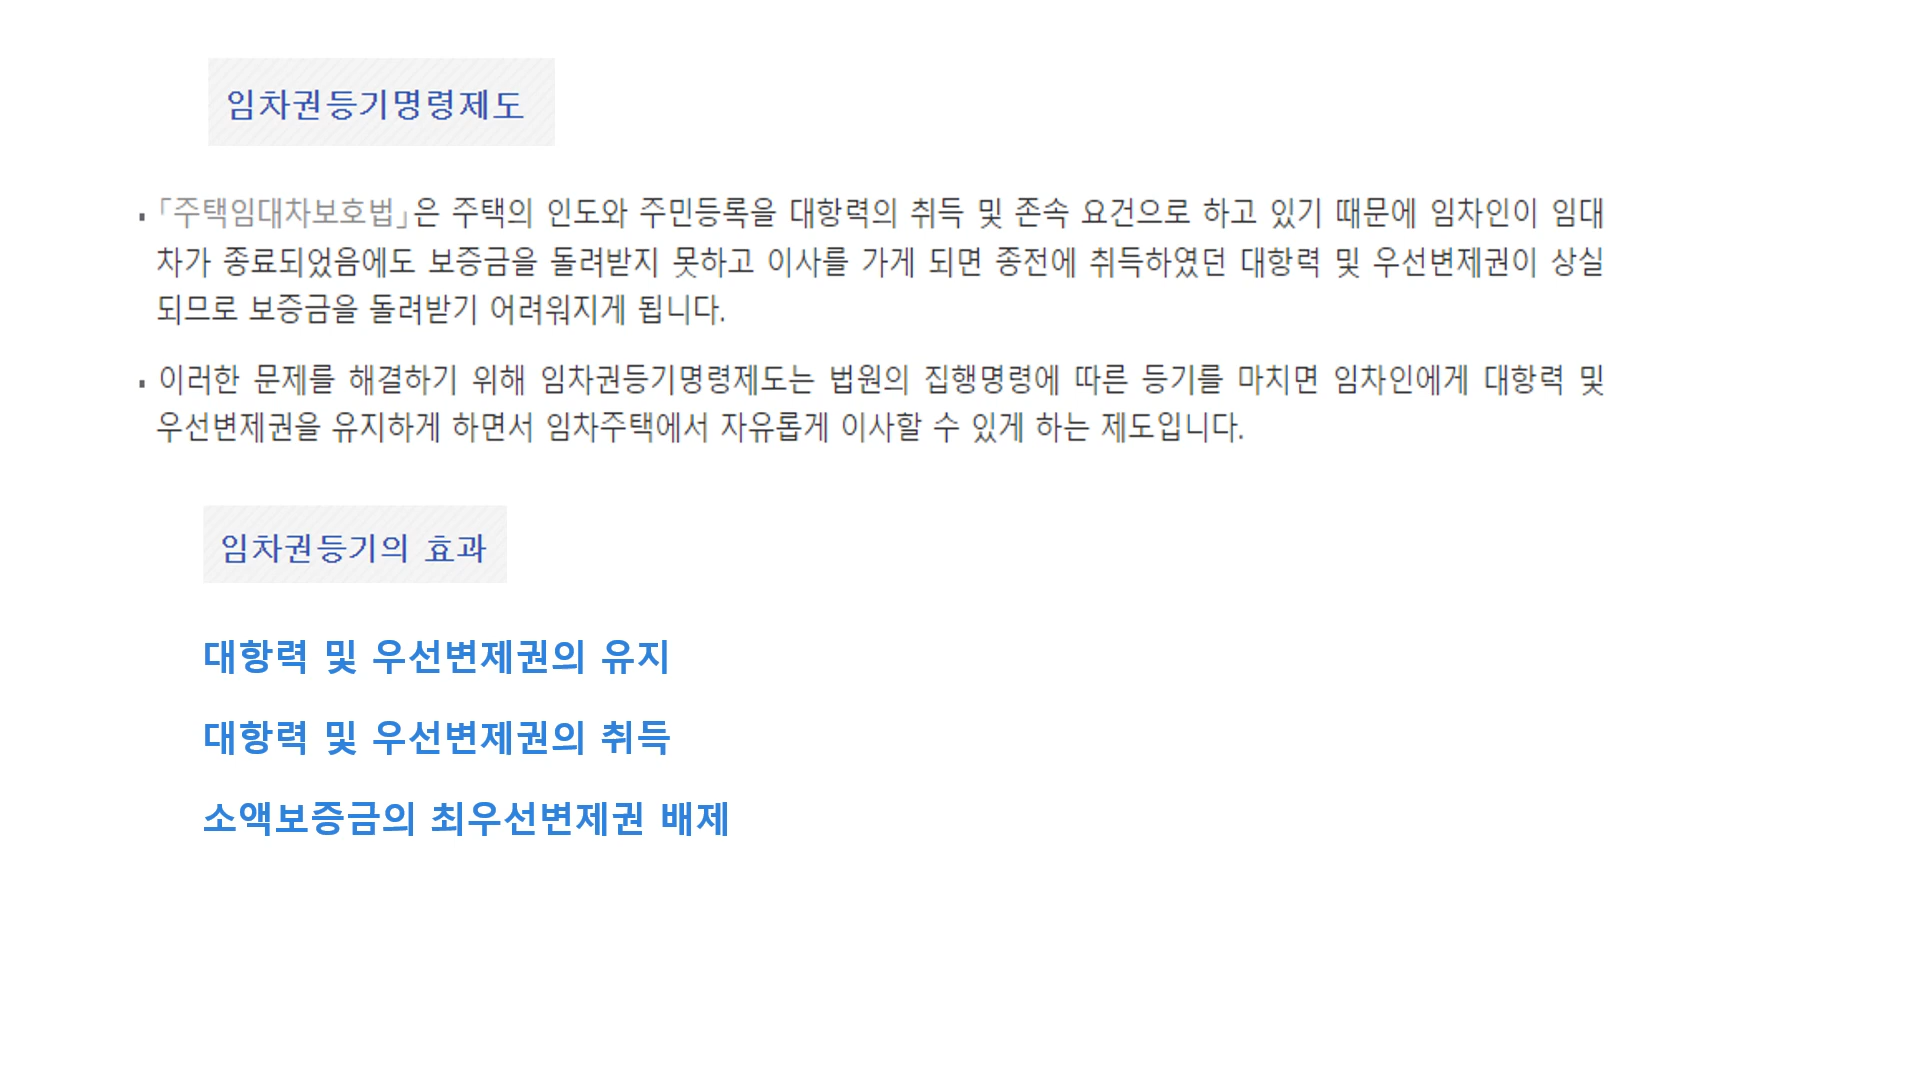 임차권등기명령제도
「주택임대차보호법」은 주택의 인도와 주민등록을 대항력의 취득 및 존속 요건으로 하고 있기 때문에 임차인이 임대
차가 종료되었음에도 보증금을 돌려받지 못하고 이사를 가게 되면 종전에 취득하였던 대항력 및 우선변제권이 상실
되므로 보증금을 돌려받기 어려워지게 됩니다.
이러한 문제를 해결하기 위해 임차권등기명령제도는 법원의 집행명령에 따른 등기를 마치면 임차인에게 대항력 및
우선변제권을 유지하게 하면서 임차주택에서 자유롭게 이사할 수 있게 하는 제도입니다.
임차권등기의 효과
대항력 및 우선변제권의 유지
대항력 및 우선변제권의 취득
소액보증금의 최우선변제권 배제